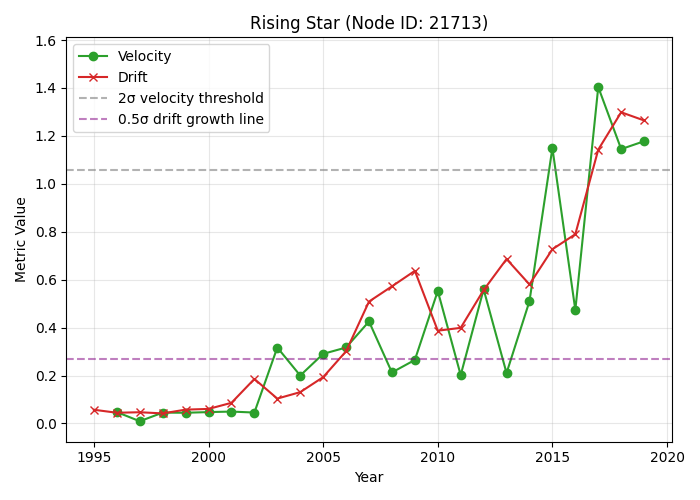 Rising Star (Node ID: 21713)
Velocity
Drift
2σ velocity threshold
0.5σ drift growth line
Metric Value
1.6
1.4
1.2
1.0
0.8
0.6
0.4
0.2
0.0
1995
2000
2005
2010
2015
2020
Year